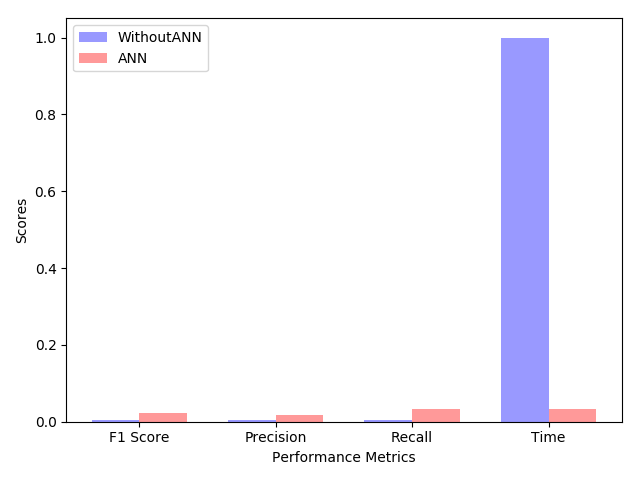 WithoutANN
ANN
1.0
0.8
0.6
0.4
0.2
0.0
Scores
F1 Score
Precision
Recall
Time
Performance Metrics